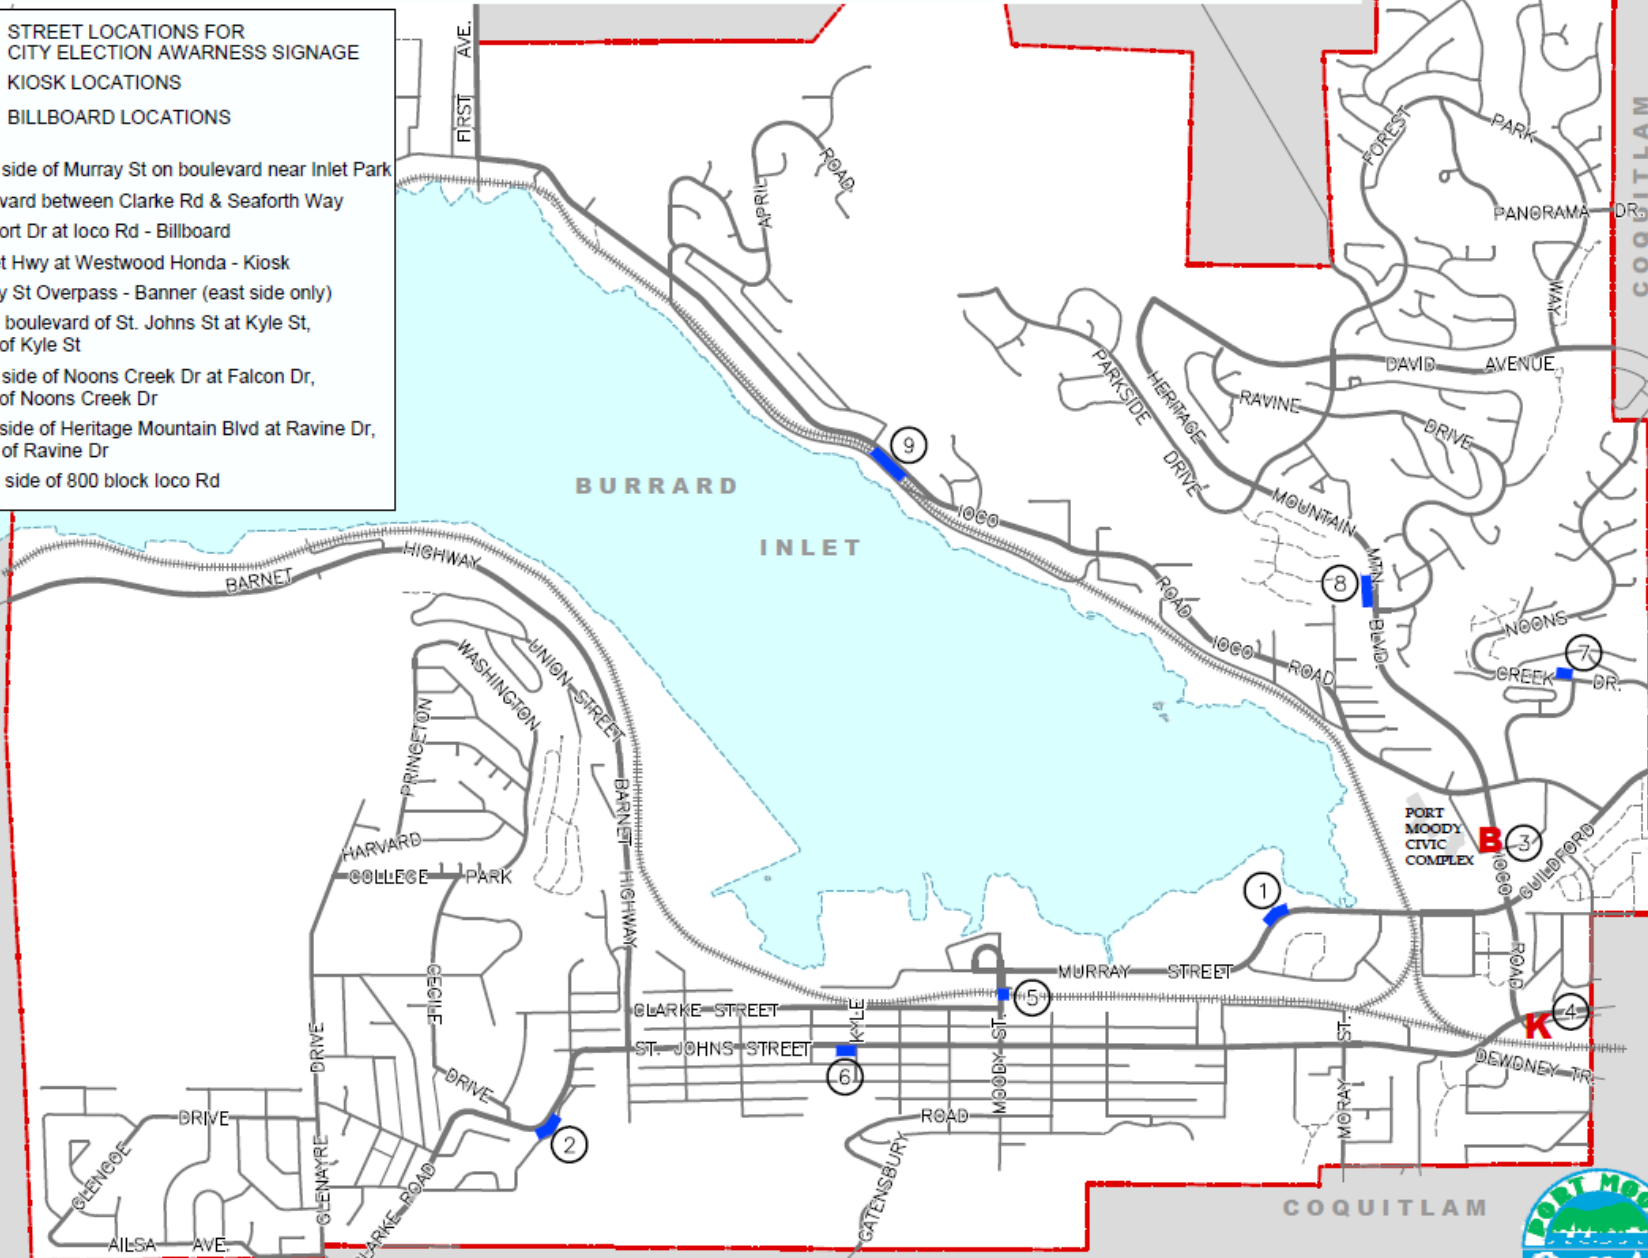 STREET LOCATIONS FOR
CITY ELECTION AWARNESS SIGNAGE
KIOSK LOCATIONS
BILLBOARD LOCATIONS
side of Murray St on boulevard near Inlet Park
vard between Clarke Rd & Seaforth Way
ort Dr at Ioco Rd - Billboard
t Hwy at Westwood Honda - Kiosk
y St Overpass - Banner (east side only)
boulevard of St. Johns St at Kyle St,
of Kyle St
side of Noons Creek Dr at Falcon Dr,
of Noons Creek Dr
side of Heritage Mountain Blvd at Ravine Dr,
of Ravine Dr
side of 800 block Ioco Rd
FIRST AVE.
APRIL
ROAD
FOREST
PARK
WAY
PANORAMA DR.
COQUITLAM
DAVID AVENUE
PARKSIDE
DRIVE
HERITAGE
MOUNTAIN
RAVINE
DRIVE
MTN.
BLVD
8
9
BURRARD
INLET
IOCO
ROAD
IOCO
ROAD
NOONS
CREEK DR.
7
BARNET
HIGHWAY
UNION STREET
WASHINGTON
PRINCETON
HARVARD
COLLEGE PARK
BARNET
HIGHWAY
CECILE
DRIVE
PORT
MOODY
CIVIC
COMPLEX
B
3
IOCO
ROAD
GUILDFORD
1
MURRAY STREET
5
CLARKE STREET
KYLE
ST. JOHNS STREET
6
MOODY ST.
MORAY ST.
K
4
DEWDNEY TR.
2
DRIVE
GLENCOE
GLENAYRE
DRIVE
AILSA AVE.
CLARKE ROAD
ROAD
GATENSBURY
COQUITLAM
PORT